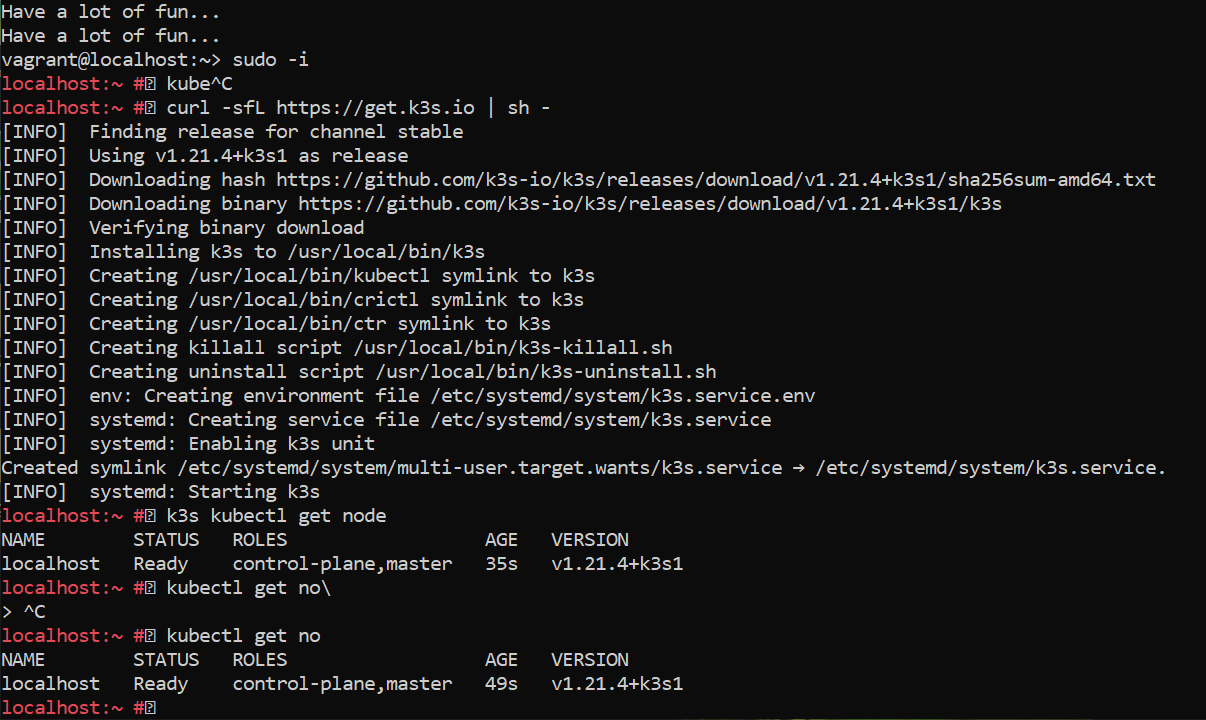 Have a lot of fun...
Have a lot of fun...
vagrant@localhost:~> sudo -i
localhost:~ # kube^C
localhost:~ # curl -sfL https://get.k3s.io | sh -
[INFO]  Finding release for channel stable
[INFO]  Using v1.21.4+k3s1 as release
[INFO]  Downloading hash https://github.com/k3s-io/k3s/releases/download/v1.21.4+k3s1/sha256sum-amd64.txt
[INFO]  Downloading binary https://github.com/k3s-io/k3s/releases/download/v1.21.4+k3s1/k3s
[INFO]  Verifying binary download
[INFO]  Installing k3s to /usr/local/bin/k3s
[INFO]  Creating /usr/local/bin/kubectl symlink to k3s
[INFO]  Creating /usr/local/bin/crictl symlink to k3s
[INFO]  Creating /usr/local/bin/ctr symlink to k3s
[INFO]  Creating killall script /usr/local/bin/k3s-killall.sh
[INFO]  Creating uninstall script /usr/local/bin/k3s-uninstall.sh
[INFO]  env: Creating environment file /etc/systemd/system/k3s.service.env
[INFO]  systemd: Creating service file /etc/systemd/system/k3s.service
[INFO]  systemd: Enabling k3s unit
Created symlink /etc/systemd/system/multi-user.target.wants/k3s.service → /etc/systemd/system/k3s.service.
[INFO]  systemd: Starting k3s
localhost:~ # k3s kubectl get node
NAME        STATUS   ROLES                  AGE   VERSION
localhost   Ready    control-plane,master   35s   v1.21.4+k3s1
localhost:~ # kubectl get no\
> ^C
localhost:~ # kubectl get no
NAME        STATUS   ROLES                  AGE   VERSION
localhost   Ready    control-plane,master   49s   v1.21.4+k3s1
localhost:~ #